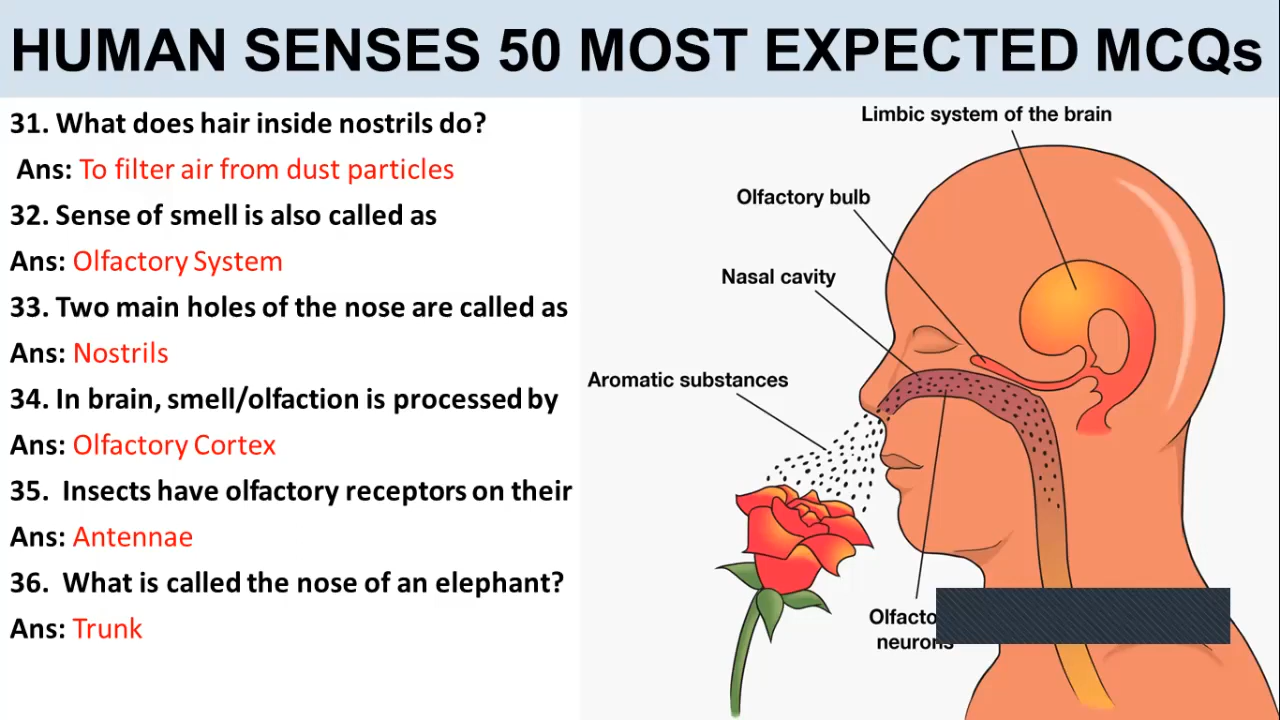 HUMAN SENSES 50 MOST EXPECTED MCQs
31. What does hair inside nostrils do?
Ans: To filter air from dust particles
32. Sense of smell is also called as
Ans: Olfactory System
33. Two main holes of the nose are called as
Ans: Nostrils
34. In brain, smell/olfaction is processed by
Ans: Olfactory Cortex
35. Insects have olfactory receptors on their
Ans: Antennae
36. What is called the nose of an elephant?
Ans: Trunk
Limbic system of the brain
Olfactory bulb
Nasal cavity
Aromatic substances
neurons